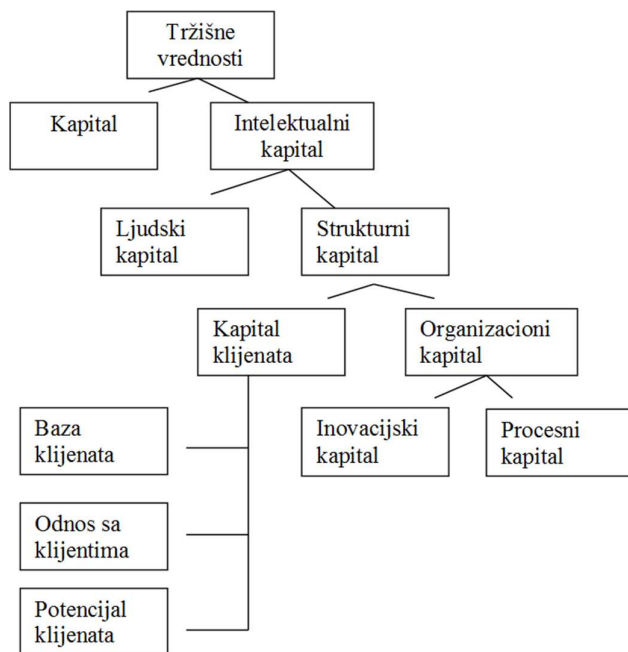 Tržišne
vrednosti
Kapital
Intelektualni
kapital
Ljudski
kapital
Strukturni
kapital
Kapital
klijenata
Organizacioni
kapital
Baza
klijenata
Inovacijski
kapital
Procesni
kapital
Odnos sa
klijentima
Potencijal
klijenata